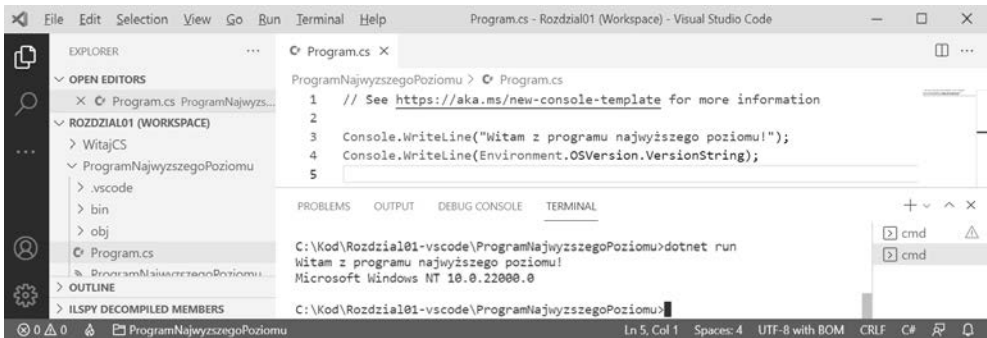 File Edit Selection View Go Run Terminal Help Program.cs - Rozdzial01 (Workspace) - Visual Studio Code
EXPLORER ...
OPEN EDITORS
Program.cs ProgramNajwyzs...
ROZDZIAL01 (WORKSPACE)
WitajCS
ProgramNajwyzszegoPoziomu
.vscode
bin
obj
Program.cs
ProgramNajwyzszegoPoziomu
OUTLINE
ILSPY DECOMPILED MEMBERS
Program.cs
ProgramNajwyzszegoPoziomu > Program.cs
1 // See https://aka.ms/new-console-template for more information
2
3 Console.WriteLine("Witam z programu najwyższego poziomu!");
4 Console.WriteLine(Environment.OSVersion.VersionString);
5
PROBLEMS OUTPUT DEBUG CONSOLE TERMINAL
C:\Kod\Rozdzial01-vscode\ProgramNajwyzszegoPoziomu>dotnet run
Witam z programu najwyższego poziomu!
Microsoft Windows NT 10.0.22000.0
C:\Kod\Rozdzial01-vscode\ProgramNajwyzszegoPoziomu>
cmd
cmd
0 0 ProgramNajwyzszegoPoziomu Ln 5, Col 1 Spaces: 4 UTF-8 with BOM CRLF C#